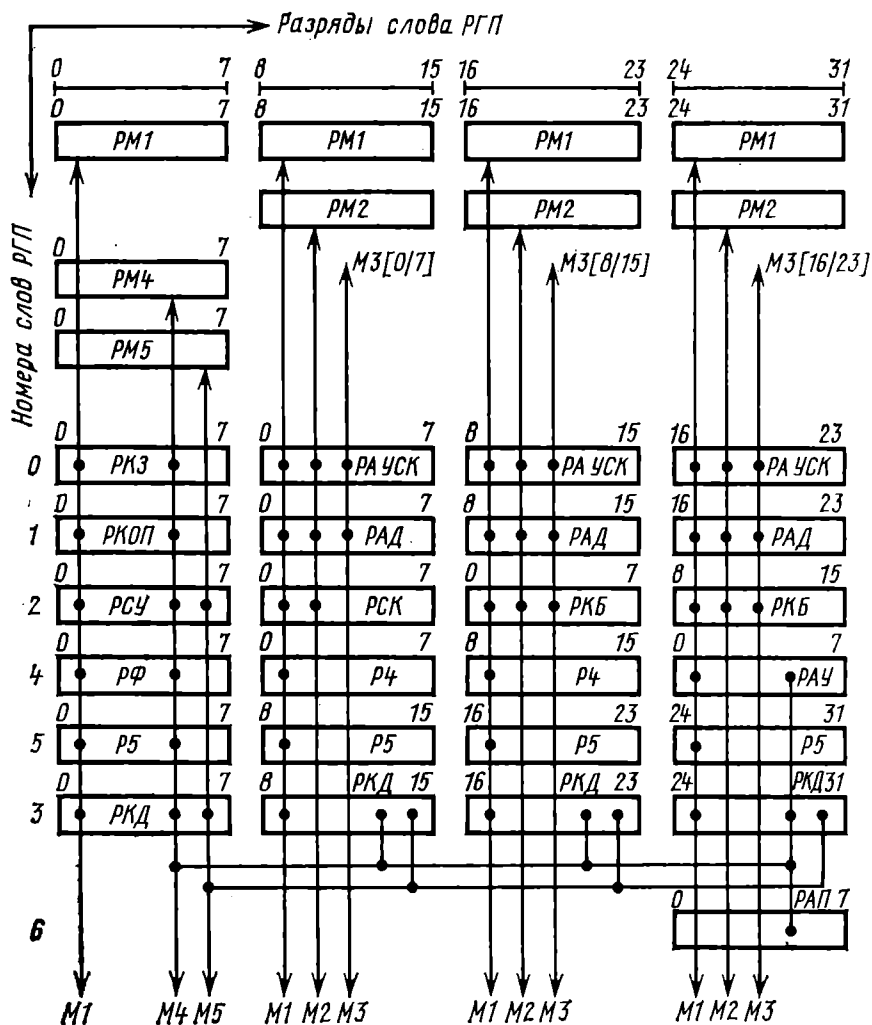 Разряды слова РГП
0 7 8 15 16 23 24 31
0 7 8 15 16 23 24 31
РМ1 РМ1 РМ1 РМ1
РМ2 РМ2 РМ2
Номера слов РГП
0 7 М3[0/7] М3[8/15] М3[16/23]
РМ4
0 7
РМ5
0 7 0 7 8 15 16 23
0 РКЗ РАУСК РАУСК РАУСК
0 7 0 7 8 15 16 23
1 РКОП РАД РАД РАД
0 7 0 7 0 7 8 15
2 РСУ РСК РКБ РКБ
0 7 0 7 8 15 0 7
4 РФ Р4 Р4 РАУ
0 7 8 15 16 23 24 31
5 Р5 Р5 Р5 Р5
0 7 8 РКД 15 16 РКД 23 24 РКД31
3 РКД
0 РАП 7
6
М1 М4 М5 М1 М2 М3 М1 М2 М3 М1 М2 М3